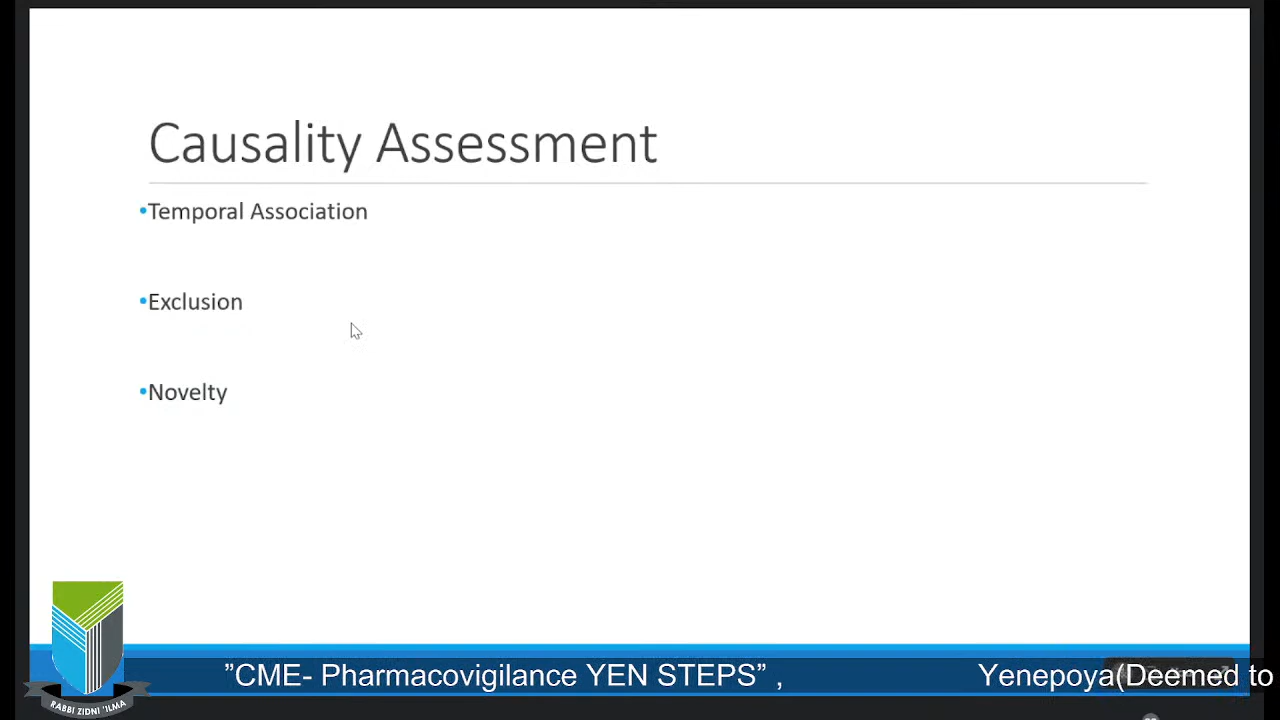 Causality Assessment
•Temporal Association
•Exclusion
•Novelty
”CME- Pharmacovigilance YEN STEPS” , Yenepoya(Deemed to
RABBI ZIDNI 'ILMA